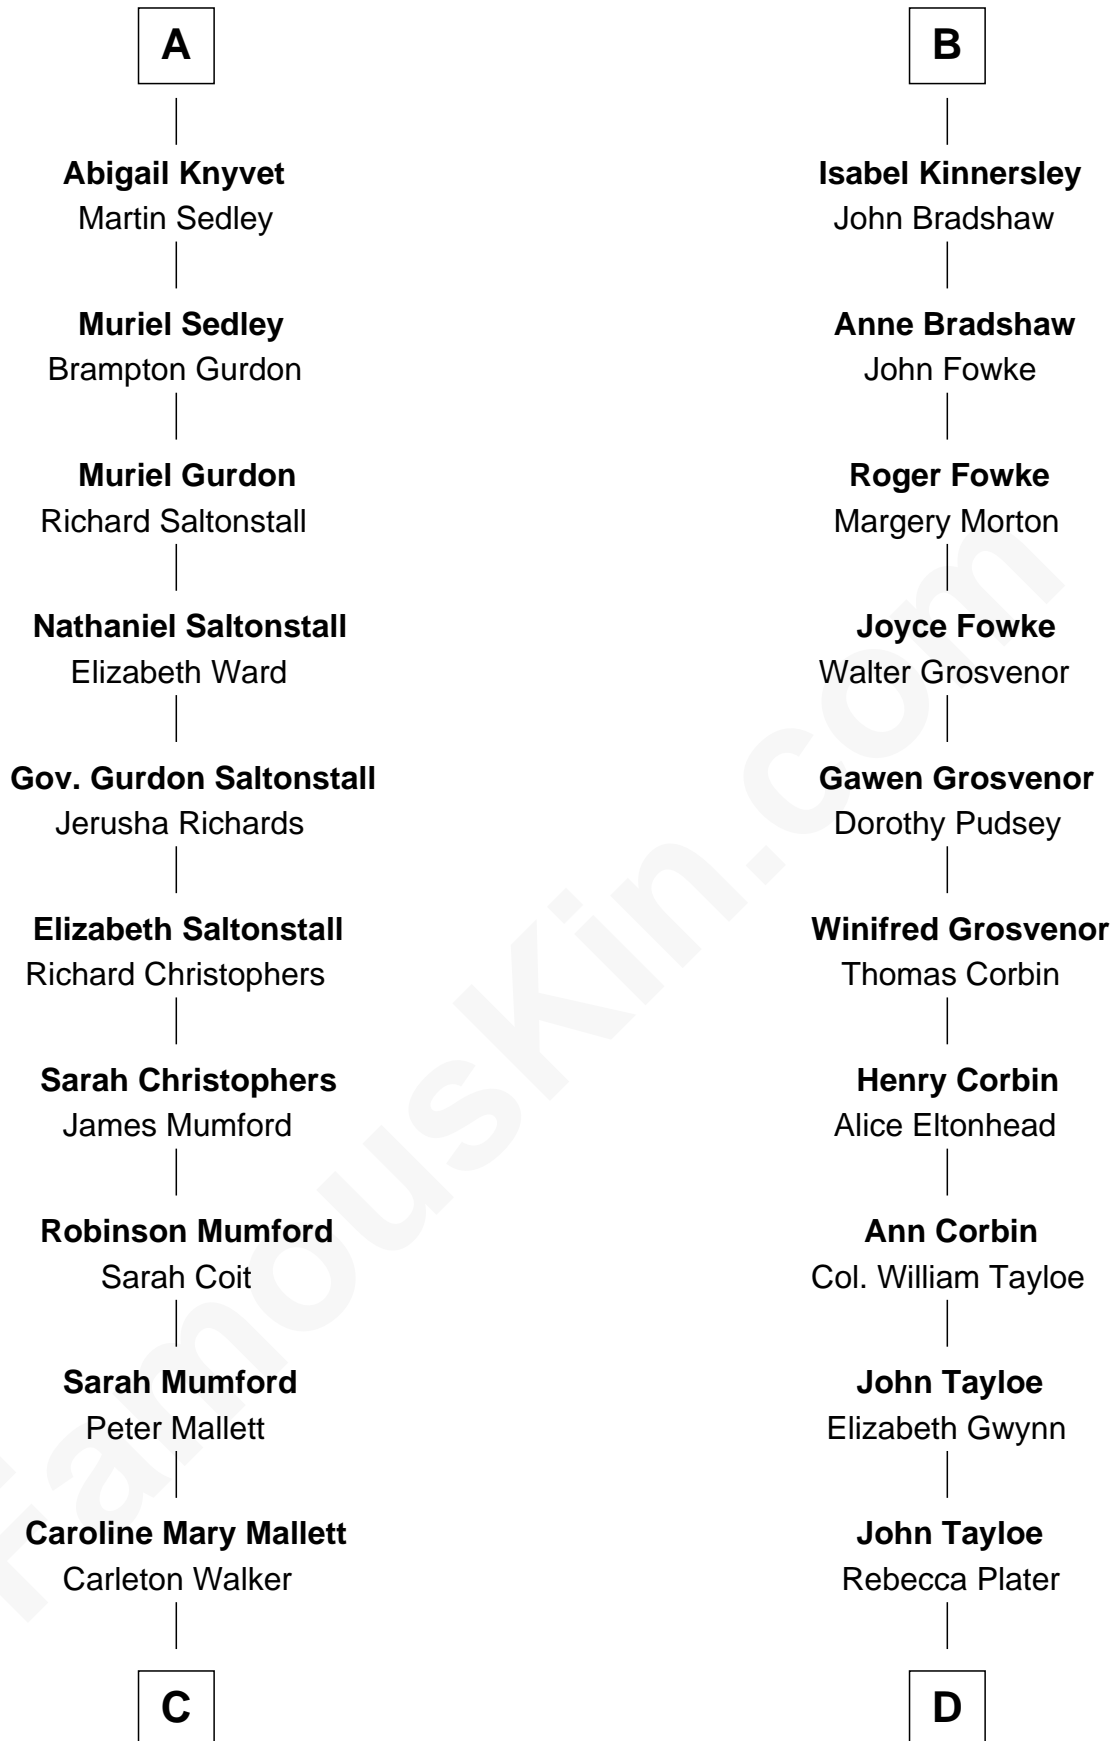 A
Abigail Knyvet
Martin Sedley
Muriel Sedley
Brampton Gurdon
Muriel Gurdon
Richard Saltonstall
Nathaniel Saltonstall
Elizabeth Ward
Gov. Gurdon Saltonstall
Jerusha Richards
Elizabeth Saltonstall
Richard Christophers
Sarah Christophers
James Mumford
Robinson Mumford
Sarah Coit
Sarah Mumford
Peter Mallett
Caroline Mary Mallett
Carleton Walker
C
B
Isabel Kinnersley
John Bradshaw
Anne Bradshaw
John Fowke
Roger Fowke
Margery Morton
Joyce Fowke
Walter Grosvenor
Gawen Grosvenor
Dorothy Pudsey
Winifred Grosvenor
Thomas Corbin
Henry Corbin
Alice Eltonhead
Ann Corbin
Col. William Tayloe
John Tayloe
Elizabeth Gwynn
John Tayloe
Rebecca Plater
D
FamousKin.com